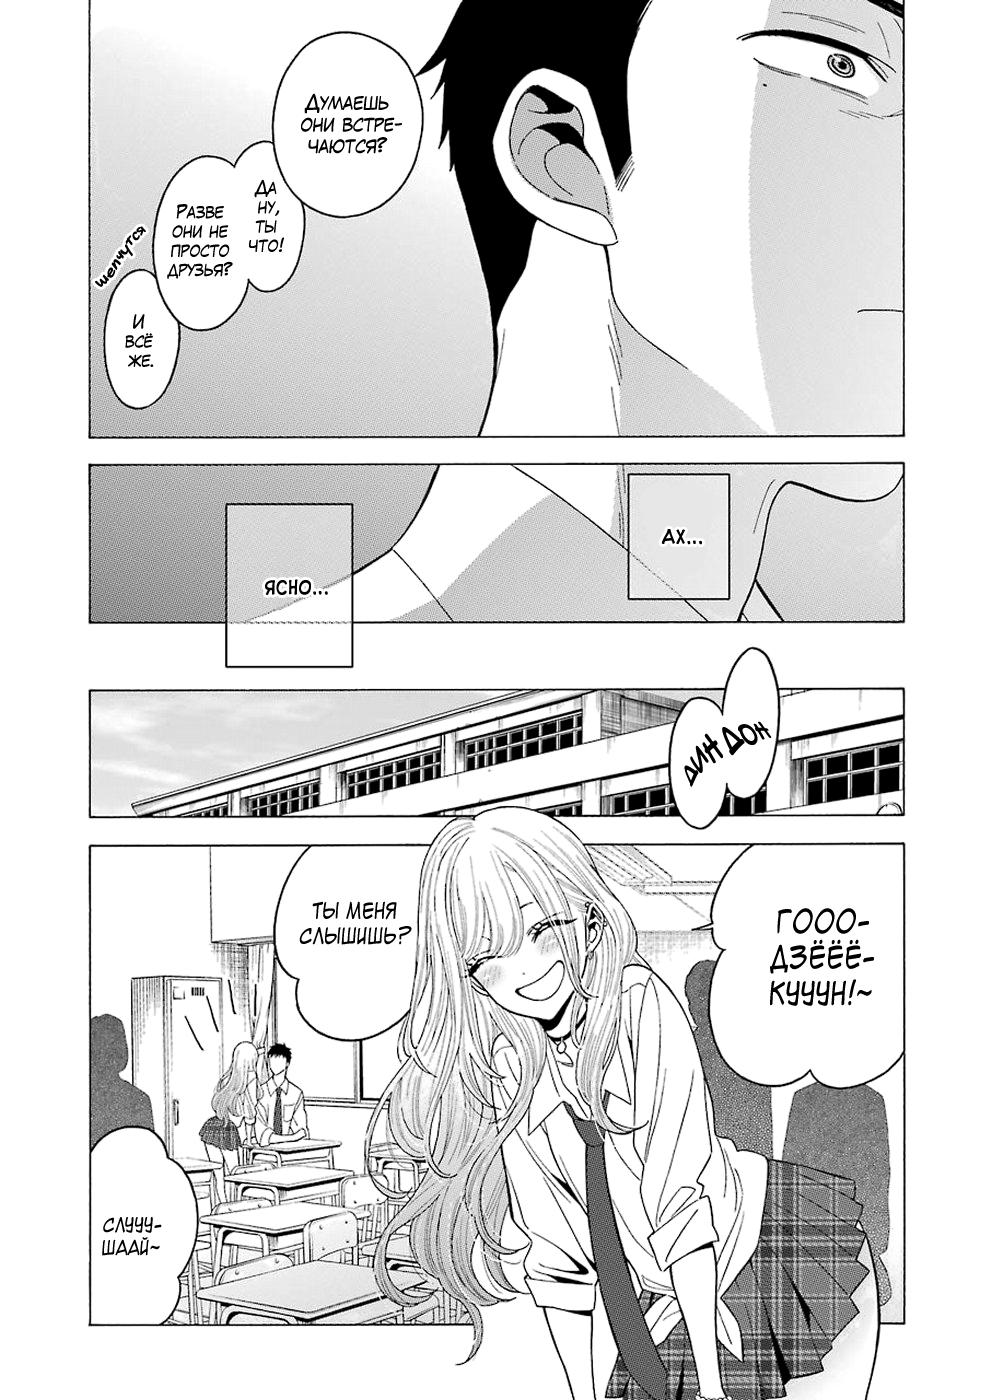 ДУМАЕШЬ
ОНИ ВСТРЕ-
ЧАЮТСЯ?
ДА
НУ,
ТЫ
ЧТО!
РАЗВЕ
ОНИ НЕ
ПРОСТО
ДРУЗЬЯ?
шепчутся
И
ВСЁ
ЖЕ.
АХ...
ЯСНО...
ДИН ДОН
ГООО-
ДЗЁЁЁ-
КУУУН!~
ТЫ МЕНЯ
СЛЫШИШЬ?
СЛУУУ-
ШААЙ~